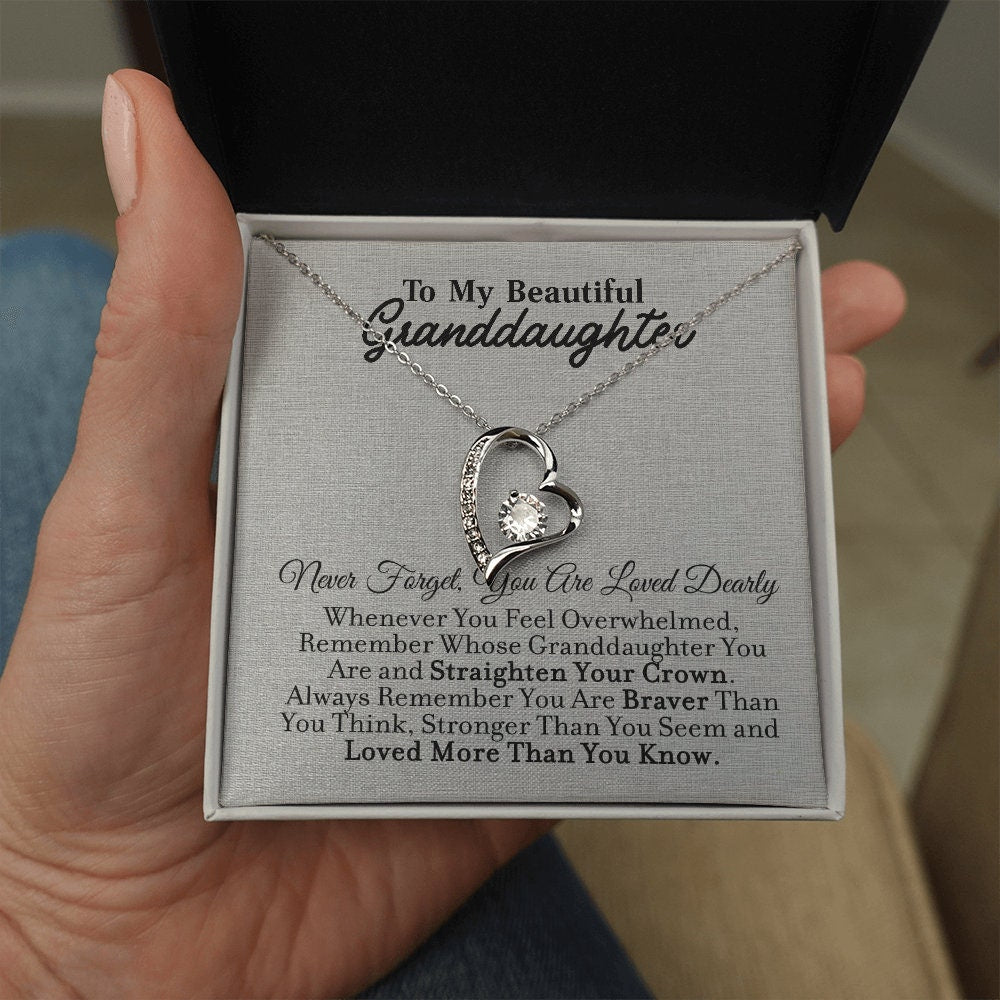 To My Beautiful
Granddaughter
Never Forget, You Are Loved Dearly
Whenever You Feel Overwhelmed,
Remember Whose Granddaughter You
Are and Straighten Your Crown.
Always Remember You Are Braver Than
You Think, Stronger Than You Seem and
Loved More Than You Know.